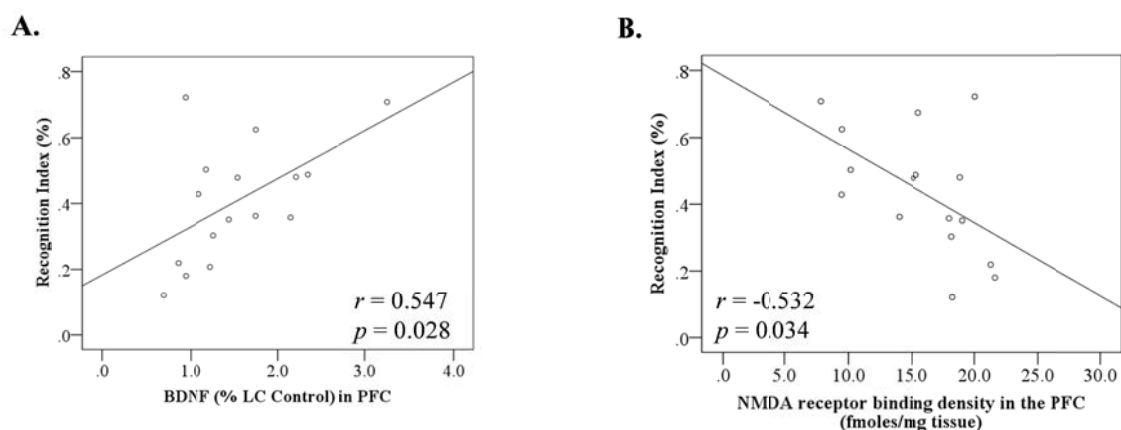 A.
.8
.6
.4
.2
.0
Recognition Index (%)
r = 0.547
p = 0.028
.0 1.0 2.0 3.0 4.0
BDNF (% LC Control) in PFC
B.
.8
.6
.4
.2
.0
Recognition Index (%)
r = -0.532
p = 0.034
.0 5.0 10.0 15.0 20.0 25.0 30.0
NMDA receptor binding density in the PFC
(fmoles/mg tissue)